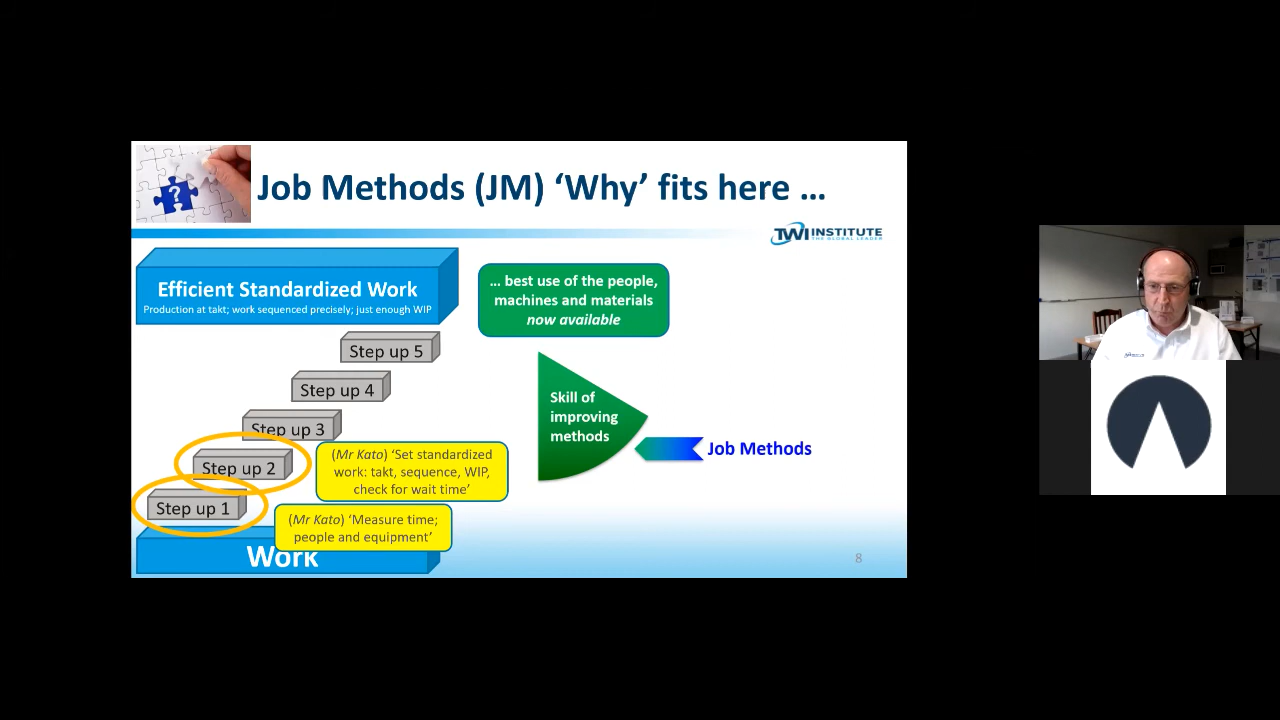 Job Methods (JM) ‘Why’ fits here …
?
TWI INSTITUTE
THE GLOBAL LEADER
Efficient Standardized Work
Production at takt; work sequenced precisely; just enough WIP
… best use of the people,
machines and materials
now available
Step up 5
Step up 4
Step up 3
Step up 2
Step up 1
Skill of
improving
methods
Job Methods
(Mr Kato) ‘Set standardized
work: takt, sequence, WIP,
check for wait time’
(Mr Kato) ‘Measure time;
people and equipment’
Work
8